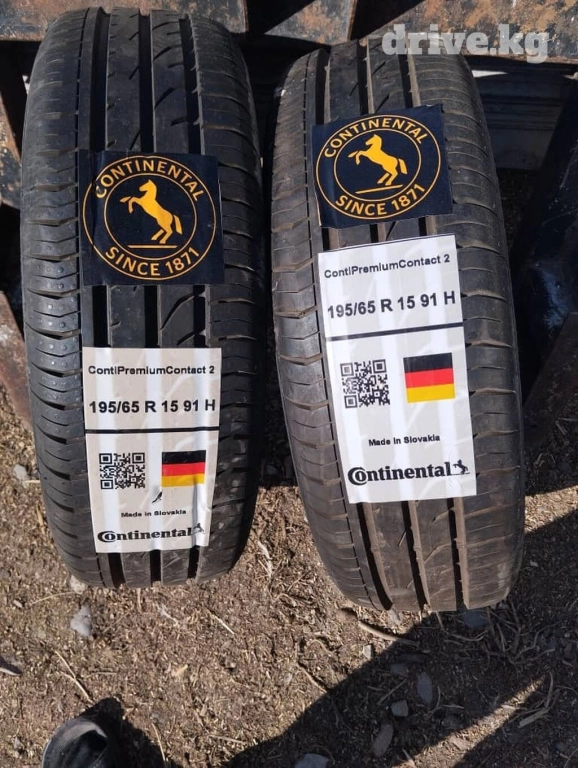 drive.kg
CONTINENTAL
SINCE 1871
ContiPremiumContact 2
195/65 R 15 91 H
Made in Slovakia
Continental
CONTINENTAL
SINCE 1871
ContiPremiumContact 2
195/65 R 15 91 H
Made in Slovakia
Continental